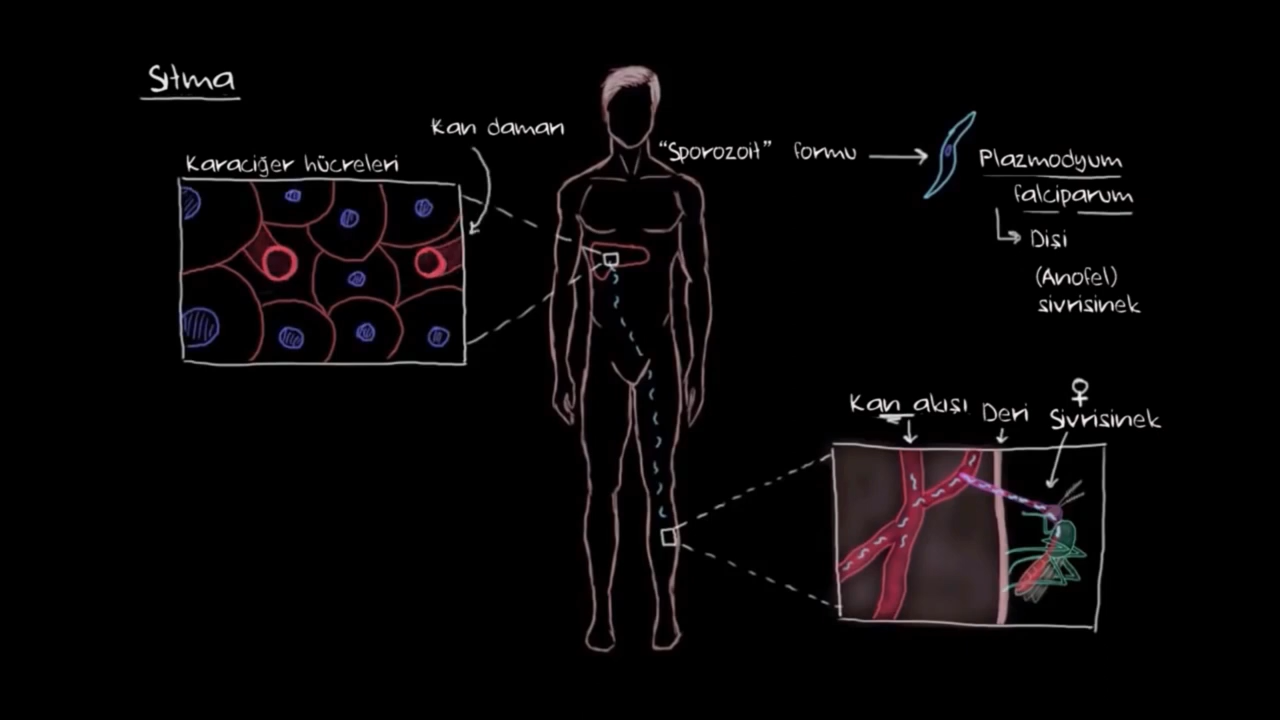 Sıtma
Kan damarı
Karaciğer hücreleri
"Sporozoit" formu
Plazmodyum
falciparum
Dişi
(Anofel)
sivrisinek
Kan akışı
Deri
♀
Sivrisinek